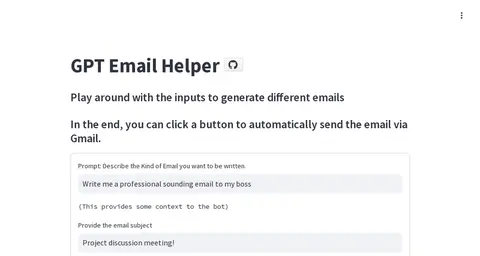 GPT Email Helper
Play around with the inputs to generate different emails
In the end, you can click a button to automatically send the email via
Gmail.
Prompt: Describe the Kind of Email you want to be written.
Write me a professional sounding email to my boss
(This provides some context to the bot)
Provide the email subject
Project discussion meeting!